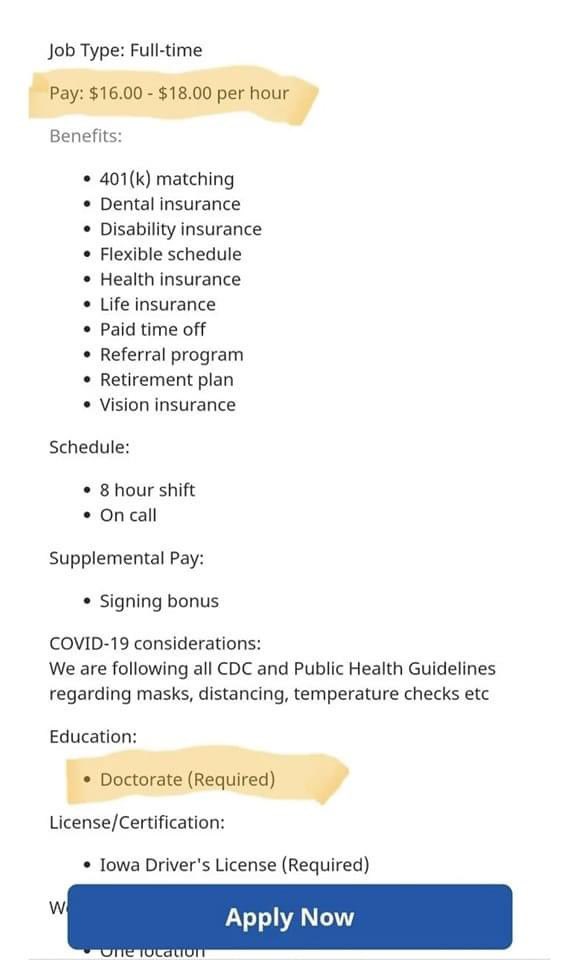 Job Type: Full-time
Pay: $16.00 - $18.00 per hour
Benefits:
• 401(k) matching
• Dental insurance
• Disability insurance
• Flexible schedule
• Health insurance
• Life insurance
• Paid time off
• Referral program
• Retirement plan
• Vision insurance
Schedule:
• 8 hour shift
• On call
Supplemental Pay:
• Signing bonus
COVID-19 considerations:
We are following all CDC and Public Health Guidelines
regarding masks, distancing, temperature checks etc
Education:
• Doctorate (Required)
License/Certification:
• Iowa Driver's License (Required)
Apply Now
• One location